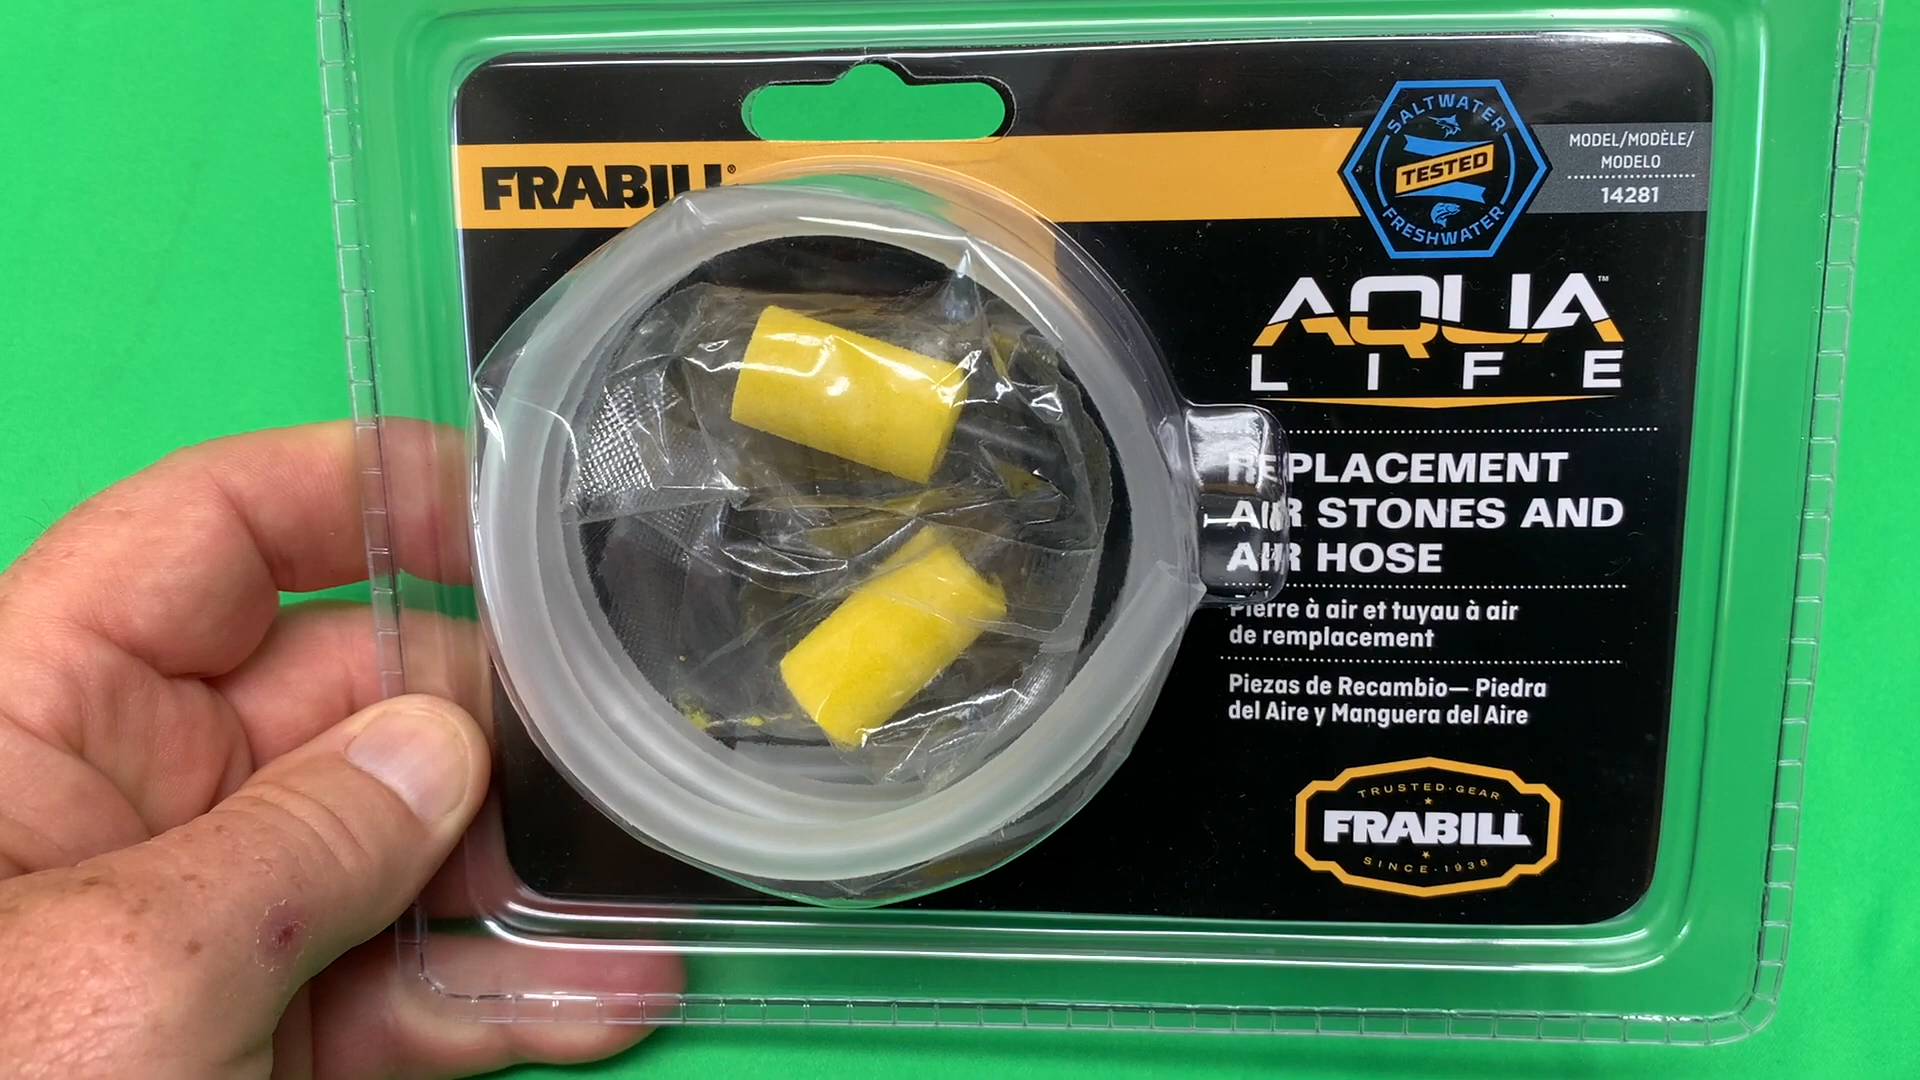 FRABILL®
SALTWATER
TESTED
FRESHWATER
MODEL/MODÈLE/
MODELO
14281
AQUA™
LIFE
REPLACEMENT
AIR STONES AND
AIR HOSE
Pierre à air et tuyau à air
de remplacement
Piezas de Recambio— Piedra
del Aire y Manguera del Aire
TRUSTED·GEAR
FRABILL
SINCE·1938